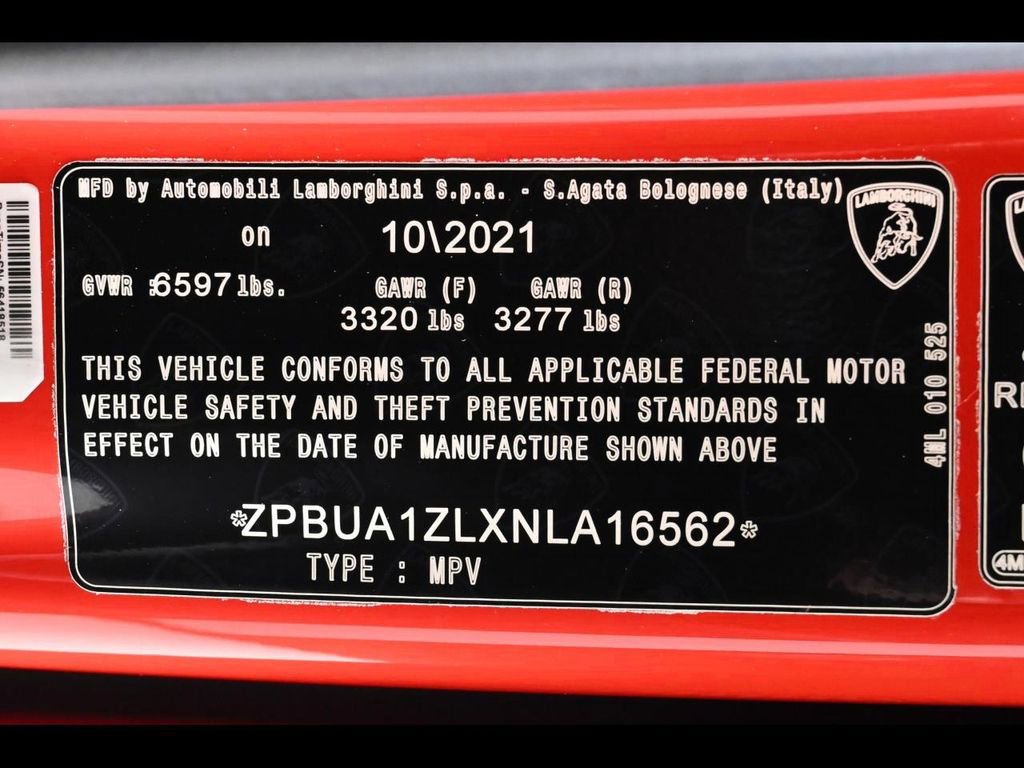 MFD by Automobili Lamborghini S.p.a. - S.Agata Bolognese (Italy)
LAMBORGHINI
on 10\2021
GVWR :6597 lbs. GAWR (F) GAWR (R)
3320 lbs 3277 lbs
THIS VEHICLE CONFORMS TO ALL APPLICABLE FEDERAL MOTOR
VEHICLE SAFETY AND THEFT PREVENTION STANDARDS IN
EFFECT ON THE DATE OF MANUFACTURE SHOWN ABOVE
*ZPBUA1ZLXNLA16562*
TYPE : MPV
4ML 010 525
4M